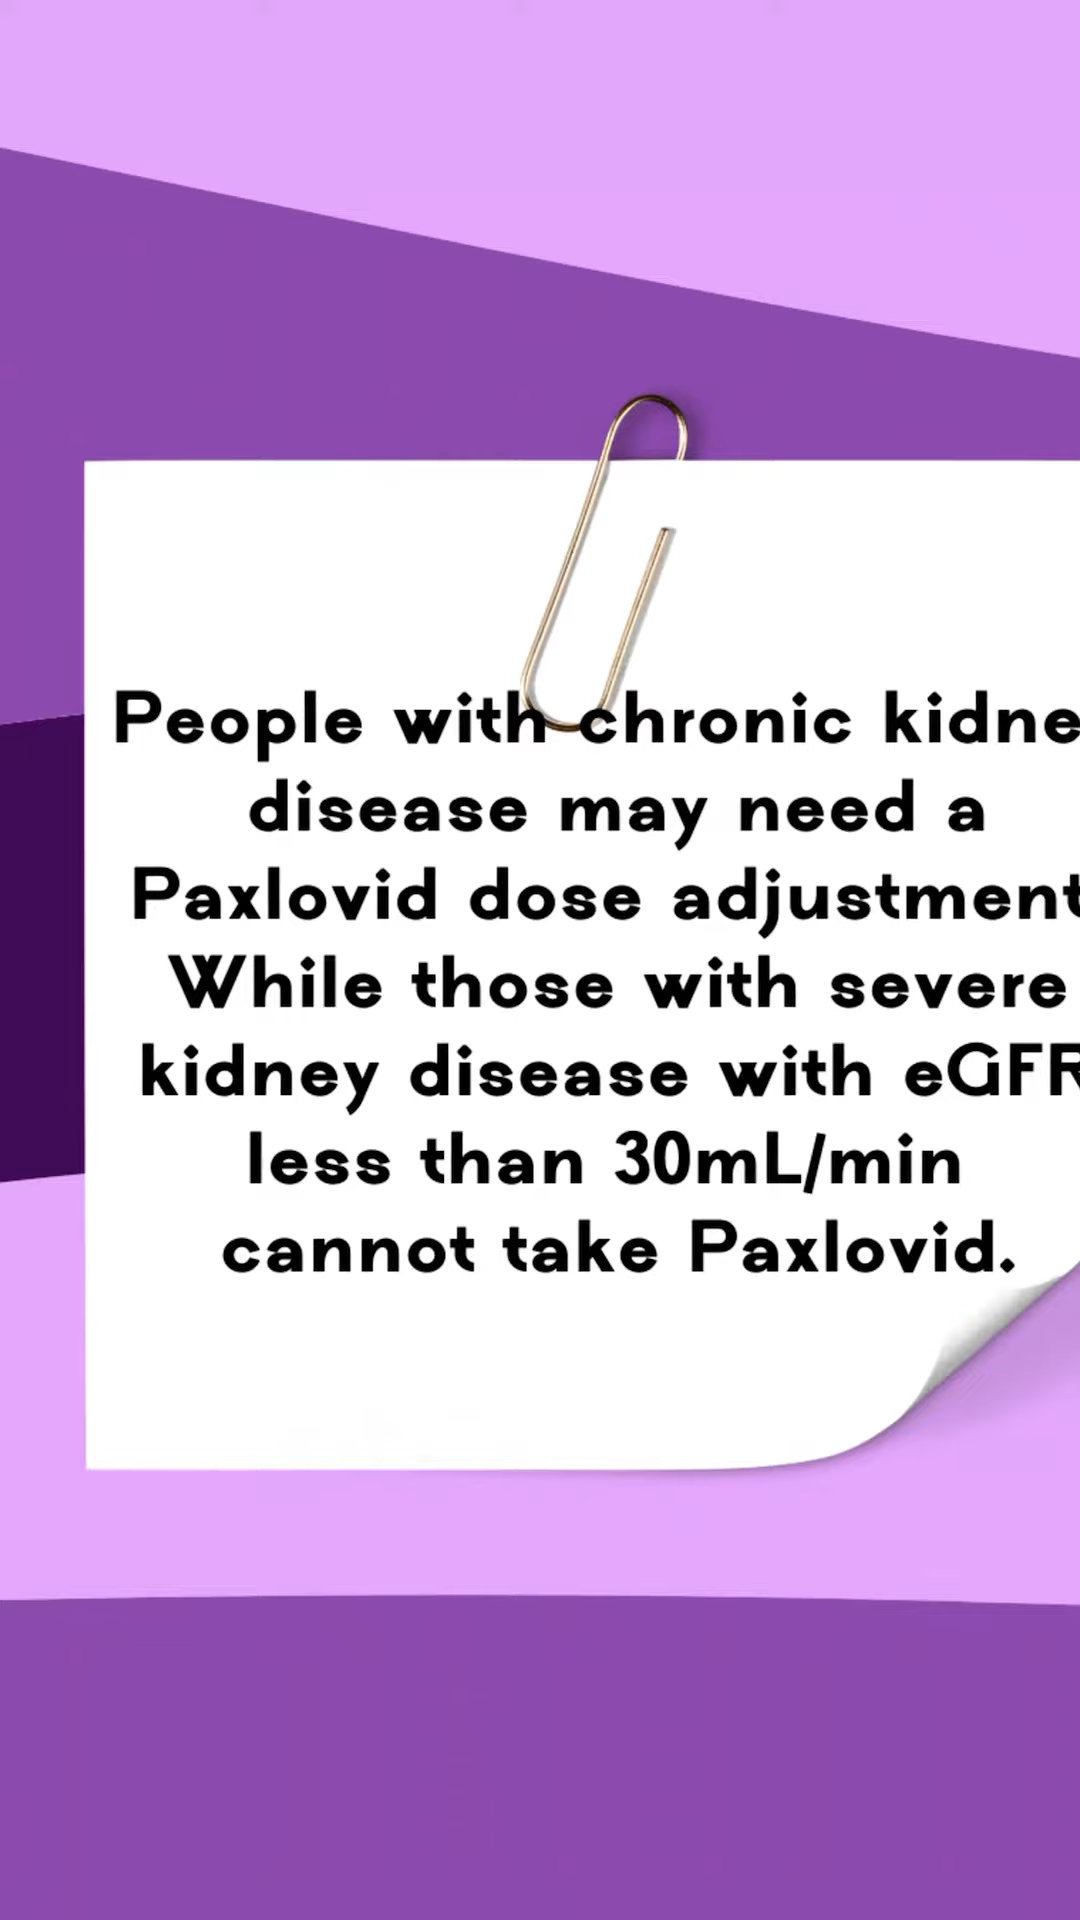 People with chronic kidne
disease may need a
Paxlovid dose adjustment
While those with severe
kidney disease with eGFR
less than 30mL/min
cannot take Paxlovid.